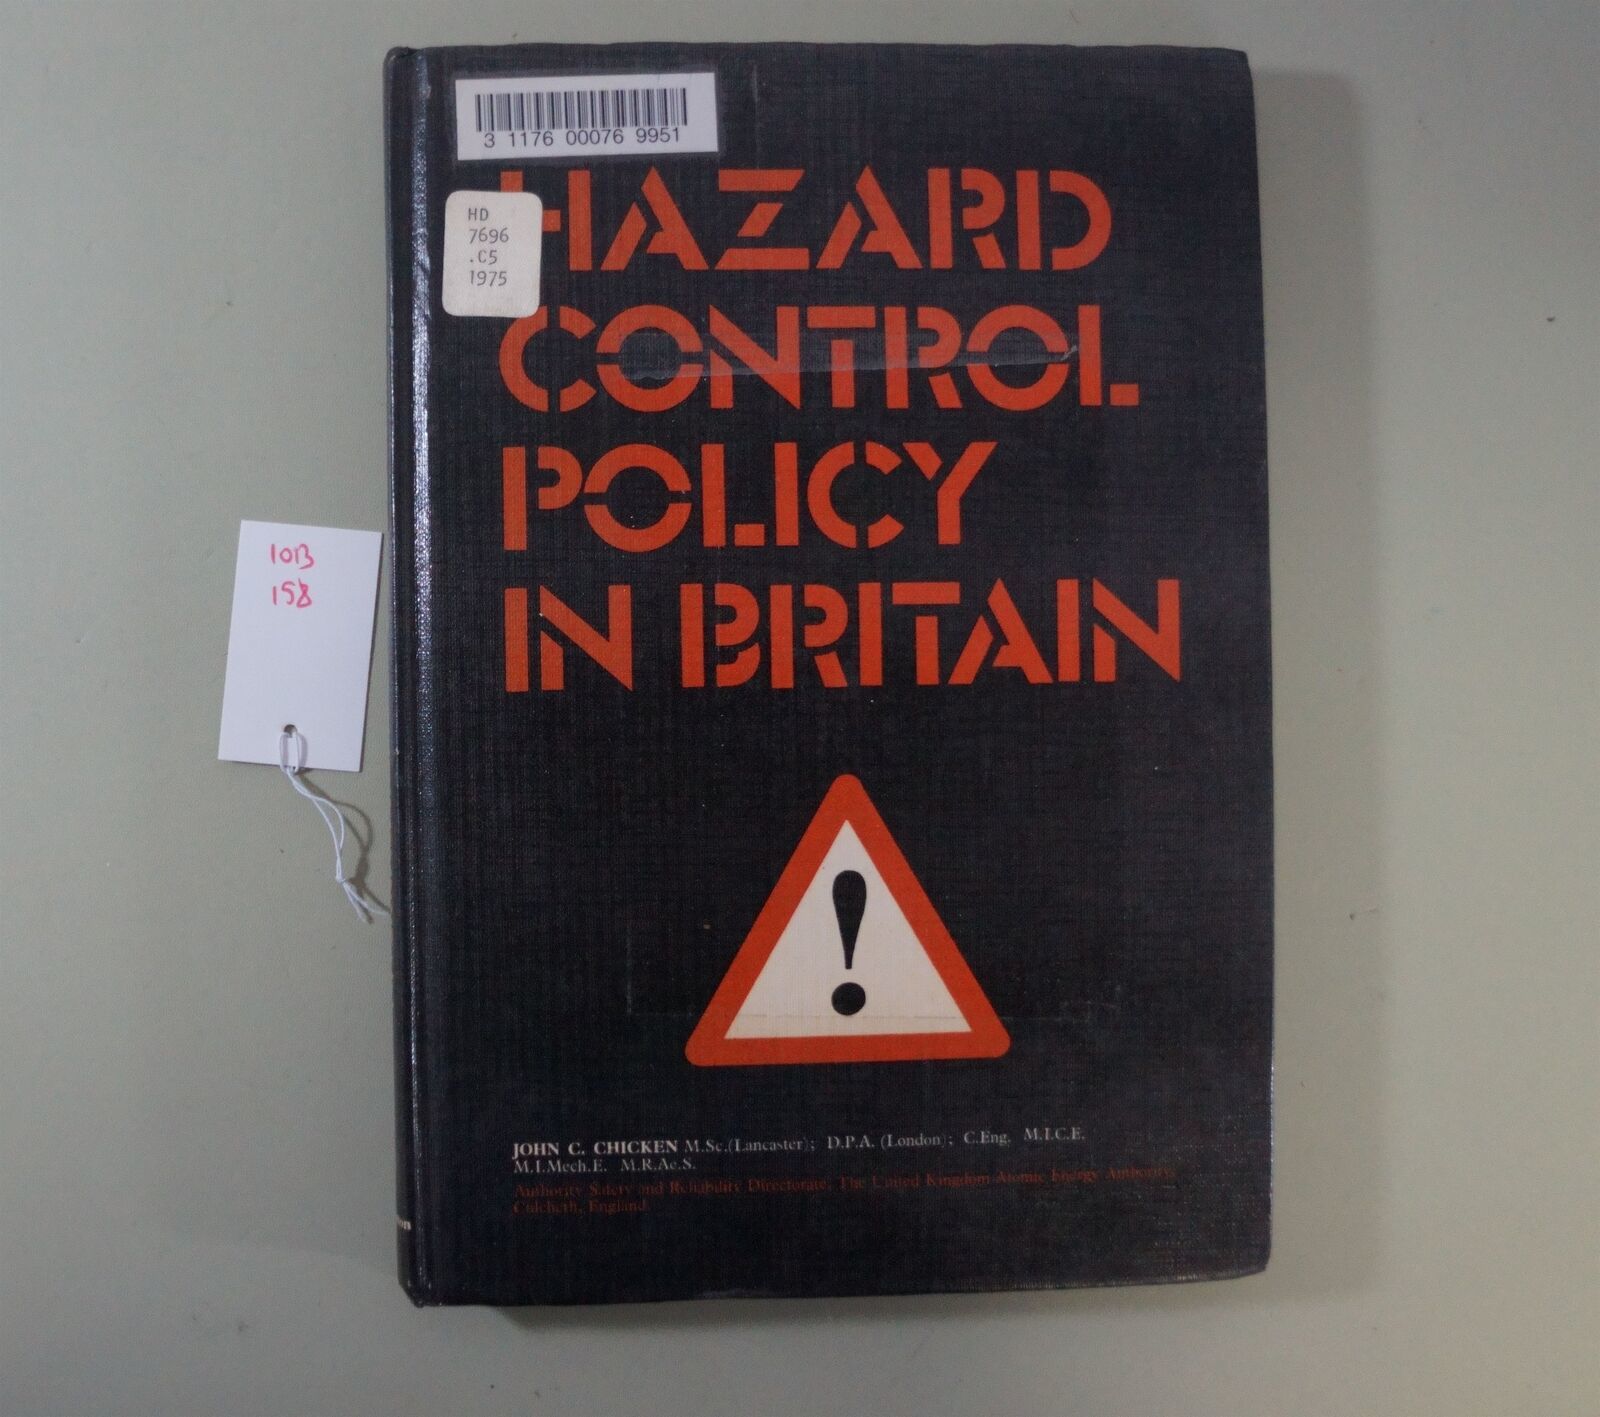 3 1176 00076 9951
HD
7696
.C5
1975
HAZARD
CONTROL
POLICY
IN BRITAIN
10B
158
!
JOHN C. CHICKEN M.Sc.(Lancaster); D.P.A. (London); C.Eng. M.I.C.E.
M.I.Mech.E. M.R.Ae.S.
Authority Safety and Reliability Directorate, The United Kingdom Atomic Energy Authority,
Culcheth, England.